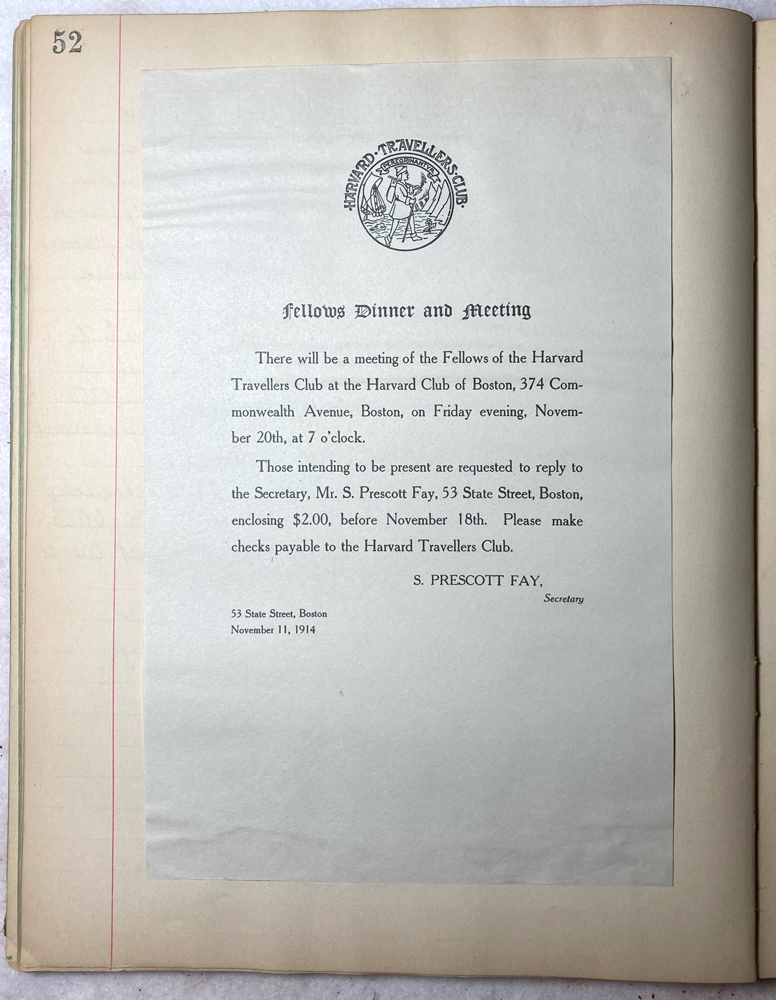 52
HARVARD·TRAVELLERS·CLUB·
Fellows Dinner and Meeting
There will be a meeting of the Fellows of the Harvard
Travellers Club at the Harvard Club of Boston, 374 Com-
monwealth Avenue, Boston, on Friday evening, Novem-
ber 20th, at 7 o'clock.
Those intending to be present are requested to reply to
the Secretary, Mr. S. Prescott Fay, 53 State Street, Boston,
enclosing $2.00, before November 18th. Please make
checks payable to the Harvard Travellers Club.
S. PRESCOTT FAY,
Secretary
53 State Street, Boston
November 11, 1914